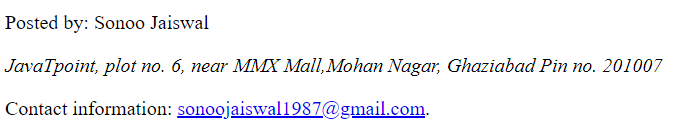 Posted by: Sonoo Jaiswal
JavaTpoint, plot no. 6, near MMX Mall,Mohan Nagar, Ghaziabad Pin no. 201007
Contact information: sonoojaiswal1987@gmail.com.